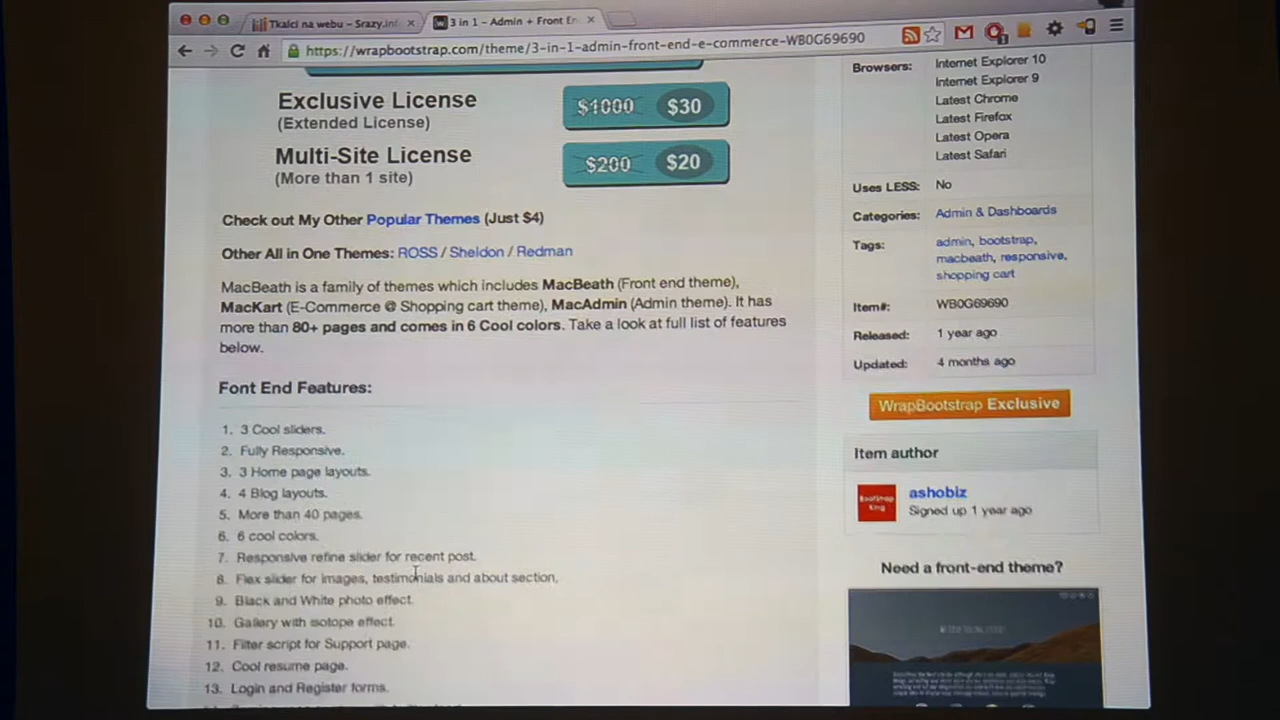 Tkalci na webu – Srazy.inf
3 in 1 – Admin + Front En
https://wrapbootstrap.com/theme/3-in-1-admin-front-end-e-commerce-WB0G69690
Exclusive License
(Extended License)
$1000 $30
Multi-Site License
(More than 1 site)
$200 $20
Check out My Other Popular Themes (Just $4)
Other All in One Themes: ROSS / Sheldon / Redman
MacBeath is a family of themes which includes MacBeath (Front end theme),
MacKart (E-Commerce @ Shopping cart theme), MacAdmin (Admin theme). It has
more than 80+ pages and comes in 6 Cool colors. Take a look at full list of features
below.
Font End Features:
1. 3 Cool sliders.
2. Fully Responsive.
3. 3 Home page layouts.
4. 4 Blog layouts.
5. More than 40 pages.
6. 6 cool colors.
7. Responsive refine slider for recent post.
8. Flex slider for images, testimonials and about section,
9. Black and White photo effect.
10. Gallery with isotope effect.
11. Filter script for Support page.
12. Cool resume page.
13. Login and Register forms.
Browsers: Internet Explorer 10
Internet Explorer 9
Latest Chrome
Latest Firefox
Latest Opera
Latest Safari
Uses LESS: No
Categories: Admin & Dashboards
Tags: admin, bootstrap,
macbeath, responsive,
shopping cart
Item#: WB0G69690
Released: 1 year ago
Updated: 4 months ago
WrapBootstrap Exclusive
Item author
Bootstrap
King
ashobiz
Signed up 1 year ago
Need a front-end theme?